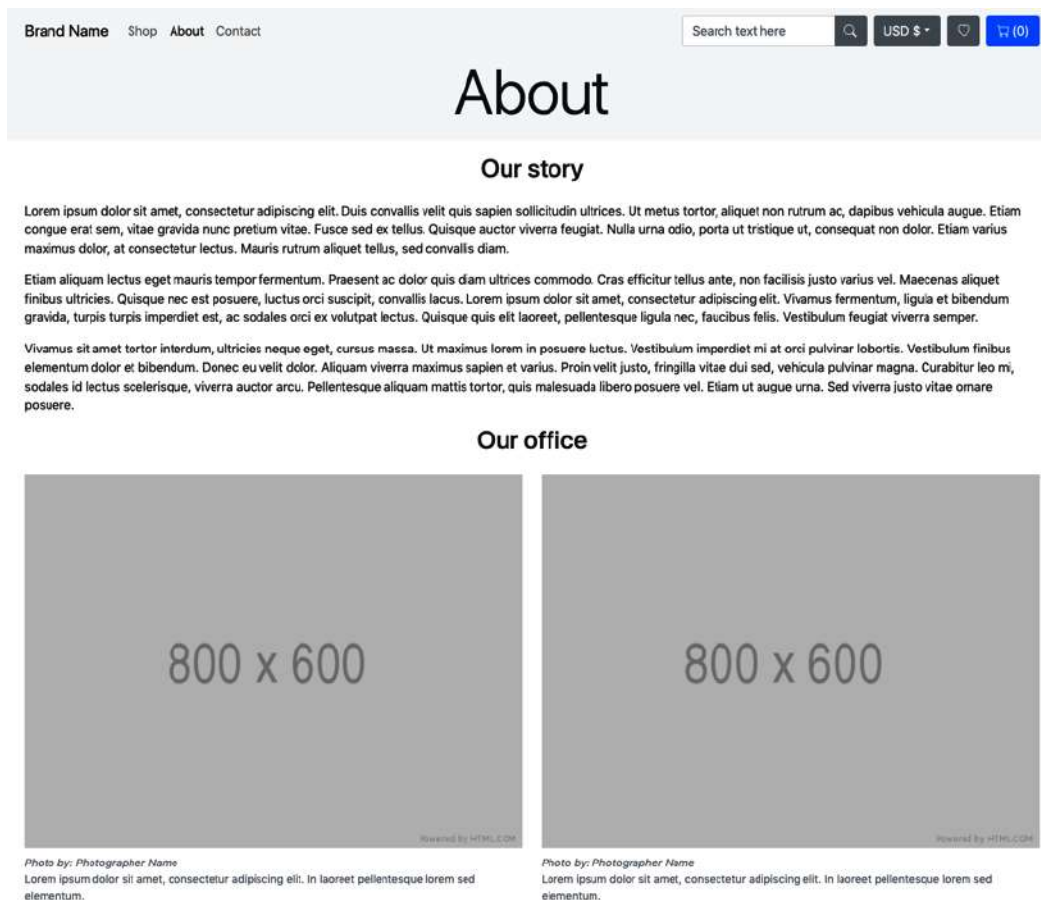 Brand Name Shop About Contact Search text here USD $ (0)
About
Our story
Lorem ipsum dolor sit amet, consectetur adipiscing elit. Duis convallis velit quis sapien sollicitudin ultrices. Ut metus tortor, aliquet non rutrum ac, dapibus vehicula augue. Etiam
congue erat sem, vitae gravida nunc pretium vitae. Fusce sed ex tellus. Quisque auctor viverra feugiat. Nulla urna odio, porta ut tristique ut, consequat non dolor. Etiam varius
maximus dolor, at consectetur lectus. Mauris rutrum aliquet tellus, sed convallis diam.
Etiam aliquam lectus eget mauris tempor fermentum. Praesent ac dolor quis diam ultrices commodo. Cras efficitur tellus ante, non facilisis justo varius vel. Maecenas aliquet
finibus ultricies. Quisque nec est posuere, luctus orci suscipit, convallis lacus. Lorem ipsum dolor sit amet, consectetur adipiscing elit. Vivamus fermentum, ligula et bibendum
gravida, turpis turpis imperdiet est, ac sodales orci ex volutpat lectus. Quisque quis elit laoreet, pellentesque ligula nec, faucibus felis. Vestibulum feugiat viverra semper.
Vivamus sit amet tortor interdum, ultricies neque eget, cursus massa. Ut maximus lorem in posuere luctus. Vestibulum imperdiet mi at orci pulvinar lobortis. Vestibulum finibus
elementum dolor et bibendum. Donec eu velit dolor. Aliquam viverra maximus sapien et varius. Proin velit justo, fringilla vitae dui sed, vehicula pulvinar magna. Curabitur leo mi,
sodales id lectus scelerisque, viverra auctor arcu. Pellentesque aliquam mattis tortor, quis malesuada libero posuere vel. Etiam ut augue urna. Sed viverra justo vitae ornare
posuere.
Our office
800 x 600
Powered by HTML.COM
Photo by: Photographer Name
Lorem ipsum dolor sit amet, consectetur adipiscing elit. In laoreet pellentesque lorem sed
elementum.
800 x 600
Powered by HTML.COM
Photo by: Photographer Name
Lorem ipsum dolor sit amet, consectetur adipiscing elit. In laoreet pellentesque lorem sed
elementum.